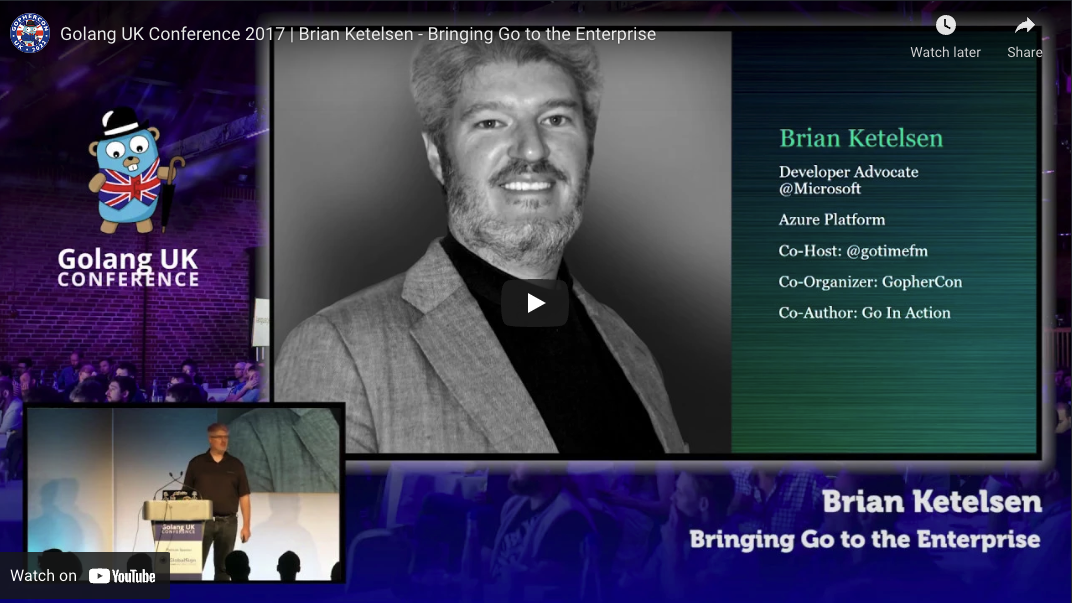 Golang UK Conference 2017 | Brian Ketelsen - Bringing Go to the Enterprise
Watch later
Share
Golang UK
CONFERENCE
Brian Ketelsen
Developer Advocate
@Microsoft
Azure Platform
Co-Host: @gotimefm
Co-Organizer: GopherCon
Co-Author: Go In Action
Golang UK
CONFERENCE
Brian Ketelsen
Bringing Go to the Enterprise
Watch on YouTube